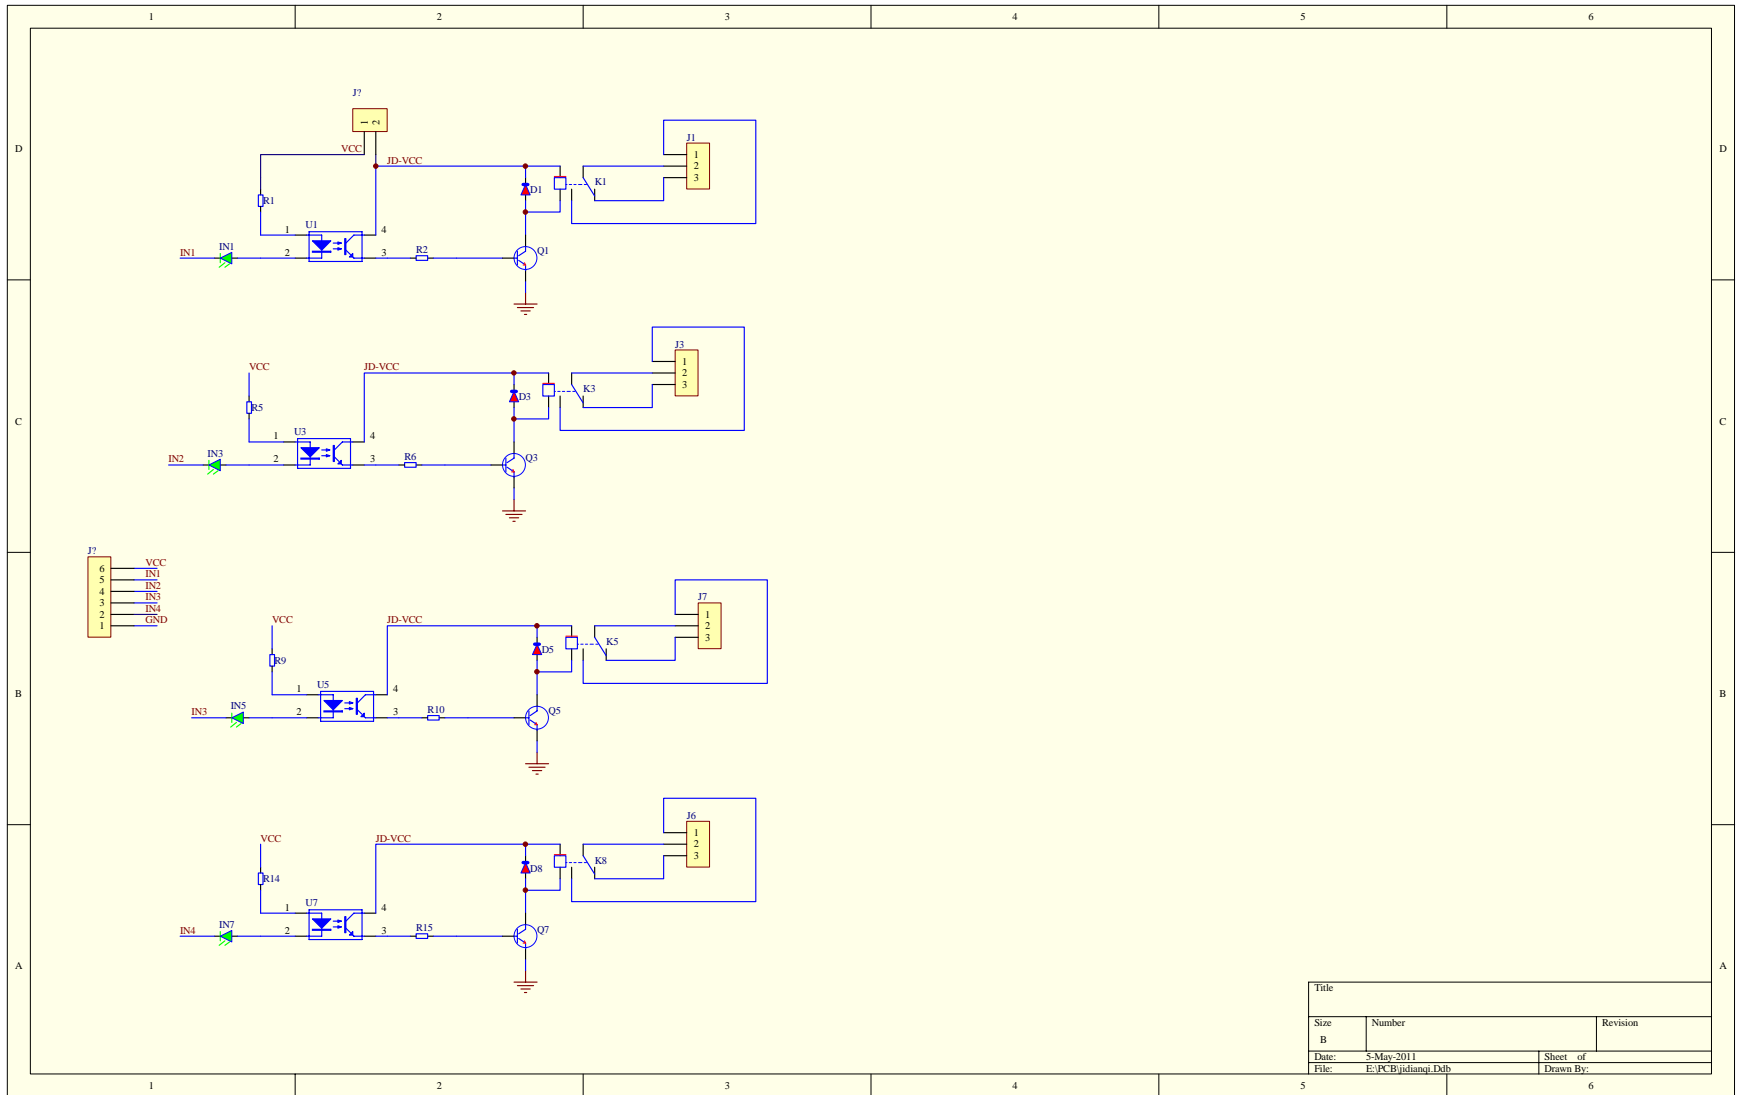 1 2 3 4 5 6
J?
1 2
D VCC JD-VCC D
J1
1
2
3
D1 K1
R1
U1
1 4
IN1 IN1 2 3 R2 Q1
J3
1
2
3
VCC JD-VCC
D3 K3
R5
C C
U3
1 4
IN2 IN3 2 3 R6 Q3
J?
6 VCC
5 IN1
4 IN2
3 IN3
2 IN4
1 GND
J7
1
2
3
VCC JD-VCC
D5 K5
R9
U5
1 4
B B
IN3 IN5 2 3 R10 Q5
J6
1
2
3
VCC JD-VCC
D8 K8
R14
U7
1 4
IN4 IN7 2 3 R15 Q7
A A
Title
Size Number Revision
B
Date: 5-May-2011 Sheet of
File: E:\PCB\jidianqi.Ddb Drawn By:
1 2 3 4 5 6